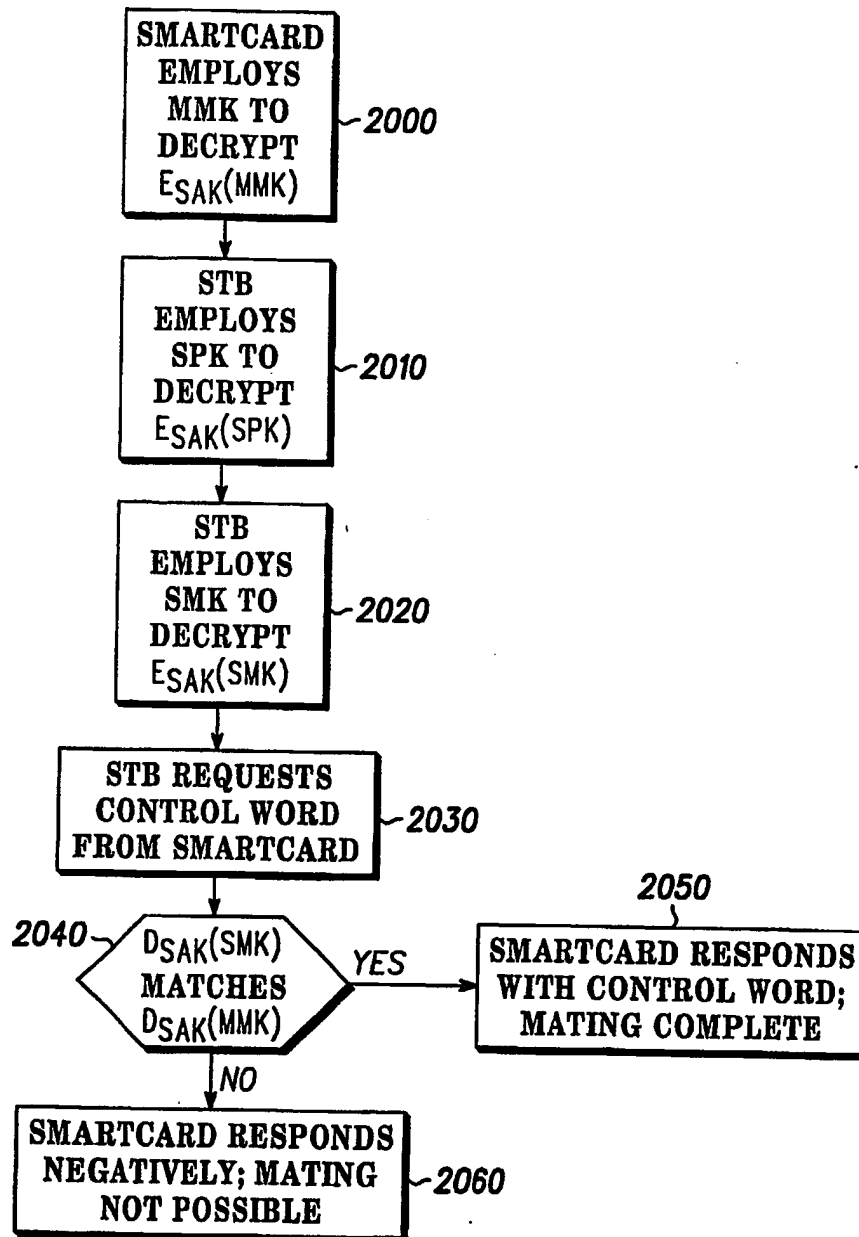 SMARTCARD
EMPLOYS
MMK TO
DECRYPT
ESAK(MMK)
2000
STB
EMPLOYS
SPK TO
DECRYPT
ESAK(SPK)
2010
STB
EMPLOYS
SMK TO
DECRYPT
ESAK(SMK)
2020
STB REQUESTS
CONTROL WORD
FROM SMARTCARD
2030
2040
DSAK(SMK)
MATCHES
DSAK(MMK)
YES
2050
SMARTCARD RESPONDS
WITH CONTROL WORD;
MATING COMPLETE
NO
SMARTCARD RESPONDS
NEGATIVELY; MATING
NOT POSSIBLE
2060